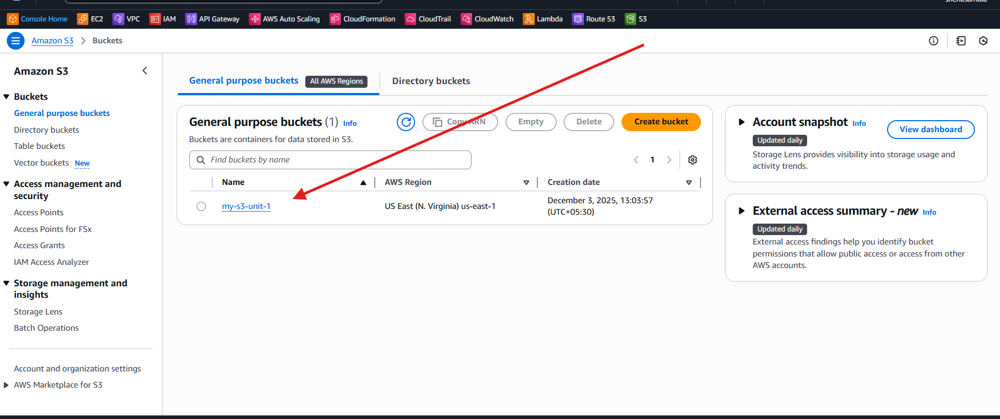 Console Home EC2 VPC IAM API Gateway AWS Auto Scaling CloudFormation CloudTrail CloudWatch Lambda Route 53 S3
Amazon S3 > Buckets
Amazon S3
Buckets
General purpose buckets
Directory buckets
Table buckets
Vector buckets New
Access management and
security
Access Points
Access Points for FSx
Access Grants
IAM Access Analyzer
Storage management and
insights
Storage Lens
Batch Operations
Account and organization settings
AWS Marketplace for S3
General purpose buckets All AWS Regions Directory buckets
General purpose buckets (1) Info Copy ARN Empty Delete Create bucket
Buckets are containers for data stored in S3.
Find buckets by name 1
Name AWS Region Creation date
my-s3-unit-1 US East (N. Virginia) us-east-1 December 3, 2025, 13:03:57
(UTC+05:30)
Account snapshot Info View dashboard
Updated daily
Storage Lens provides visibility into storage usage and
activity trends.
External access summary - new Info
Updated daily
External access findings help you identify bucket
permissions that allow public access or access from other
AWS accounts.